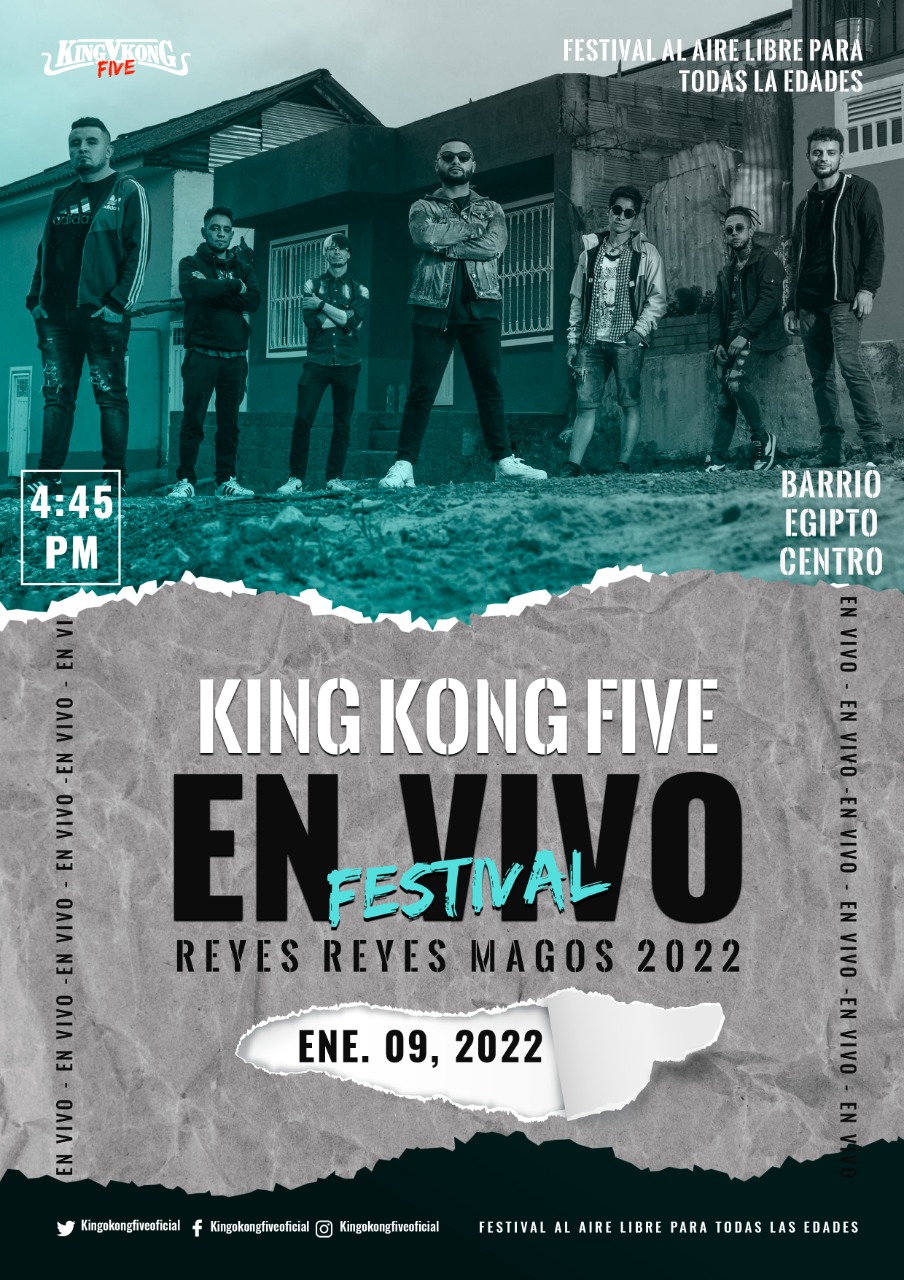 KINGVKONG
FIVE
FESTIVAL AL AIRE LIBRE PARA
TODAS LA EDADES
adidas
4:45
PM
BARRIO
EGIPTO
CENTRO
EN VIVO - EN VIVO -EN VIVO - EN VIVO - EN VIVO -EN VI
EN VIVO - EN VIVO -EN VIVO - EN VIVO -EN VIVO - EN VIVO
KING KONG FIVE
EN VIVO
FESTIVAL
REYES REYES MAGOS 2022
ENE. 09, 2022
Kingokongfiveoficial Kingokongfiveoficial Kingokongfiveoficial
FESTIVAL AL AIRE LIBRE PARA TODAS LAS EDADES